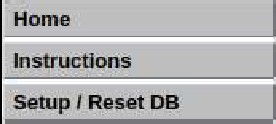 Home
Instructions
Setup / Reset DB